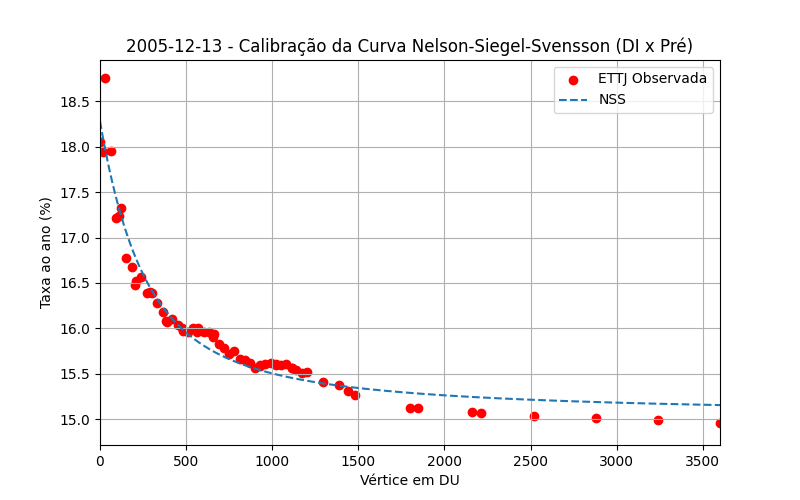 2005-12-13 - Calibração da Curva Nelson-Siegel-Svensson (DI x Pré)
ETTJ Observada
NSS
Taxa ao ano (%)
18.5
18.0
17.5
17.0
16.5
16.0
15.5
15.0
0 500 1000 1500 2000 2500 3000 3500
Vértice em DU